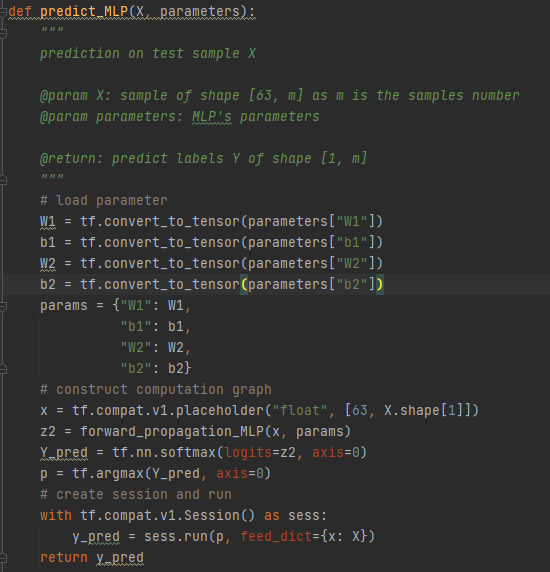 def predict_MLP(X, parameters):
    """
    prediction on test sample X

    @param X: sample of shape [63, m] as m is the samples number
    @param parameters: MLP's parameters

    @return: predict labels Y of shape [1, m]
    """
    # load parameter
    W1 = tf.convert_to_tensor(parameters["W1"])
    b1 = tf.convert_to_tensor(parameters["b1"])
    W2 = tf.convert_to_tensor(parameters["W2"])
    b2 = tf.convert_to_tensor(parameters["b2"])
    params = {"W1": W1,
              "b1": b1,
              "W2": W2,
              "b2": b2}
    # construct computation graph
    x = tf.compat.v1.placeholder("float", [63, X.shape[1]])
    z2 = forward_propagation_MLP(x, params)
    Y_pred = tf.nn.softmax(logits=z2, axis=0)
    p = tf.argmax(Y_pred, axis=0)
    # create session and run
    with tf.compat.v1.Session() as sess:
        y_pred = sess.run(p, feed_dict={x: X})
    return y_pred